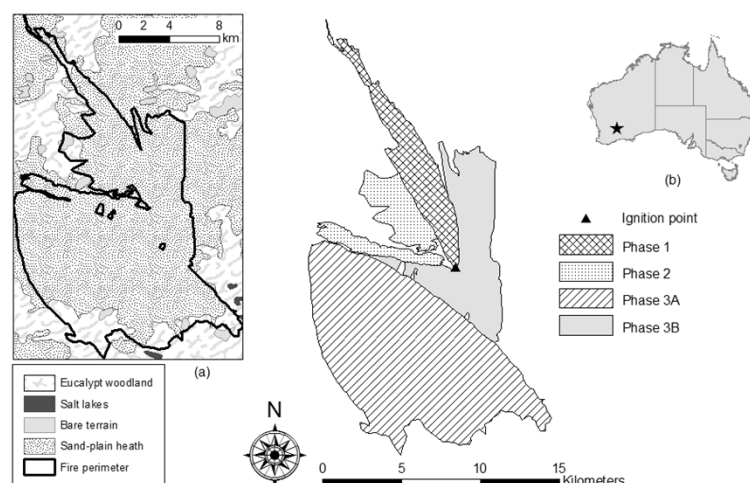 0 2 4 8
km
(a)
Eucalypt woodland
Salt lakes
Bare terrain
Sand-plain heath
Fire perimeter
N
0 5 10 15
Kilometers
(b)
Ignition point
Phase 1
Phase 2
Phase 3A
Phase 3B